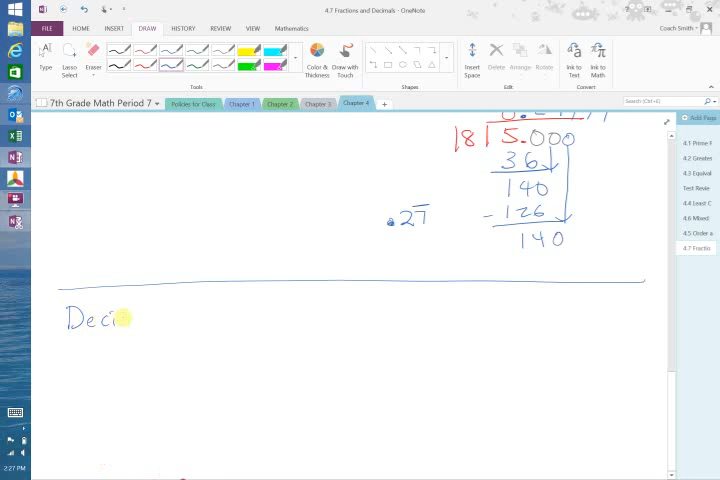 4.7 Fractions and Decimals - OneNote
FILE HOME INSERT DRAW HISTORY REVIEW VIEW Mathematics
Coach Smith
Type Lasso Select Eraser
Color & Thickness Draw with Touch Insert Space Delete Arrange Rotate Ink to Text Ink to Math
Tools Edit Convert
7th Grade Math Period 7 Policies for Class Chapter 1 Chapter 2 Chapter 3 Chapter 4 +
Search (Ctrl+E)
Add Page
4.1 Prime F
4.2 Greates
4.3 Equival
Test Revie
4.4 Least C
4.6 Mixed
4.5 Order a
4.7 Fractio
18 5.000
36
140
.27̅ - 126
140
Deci
2:27 PM